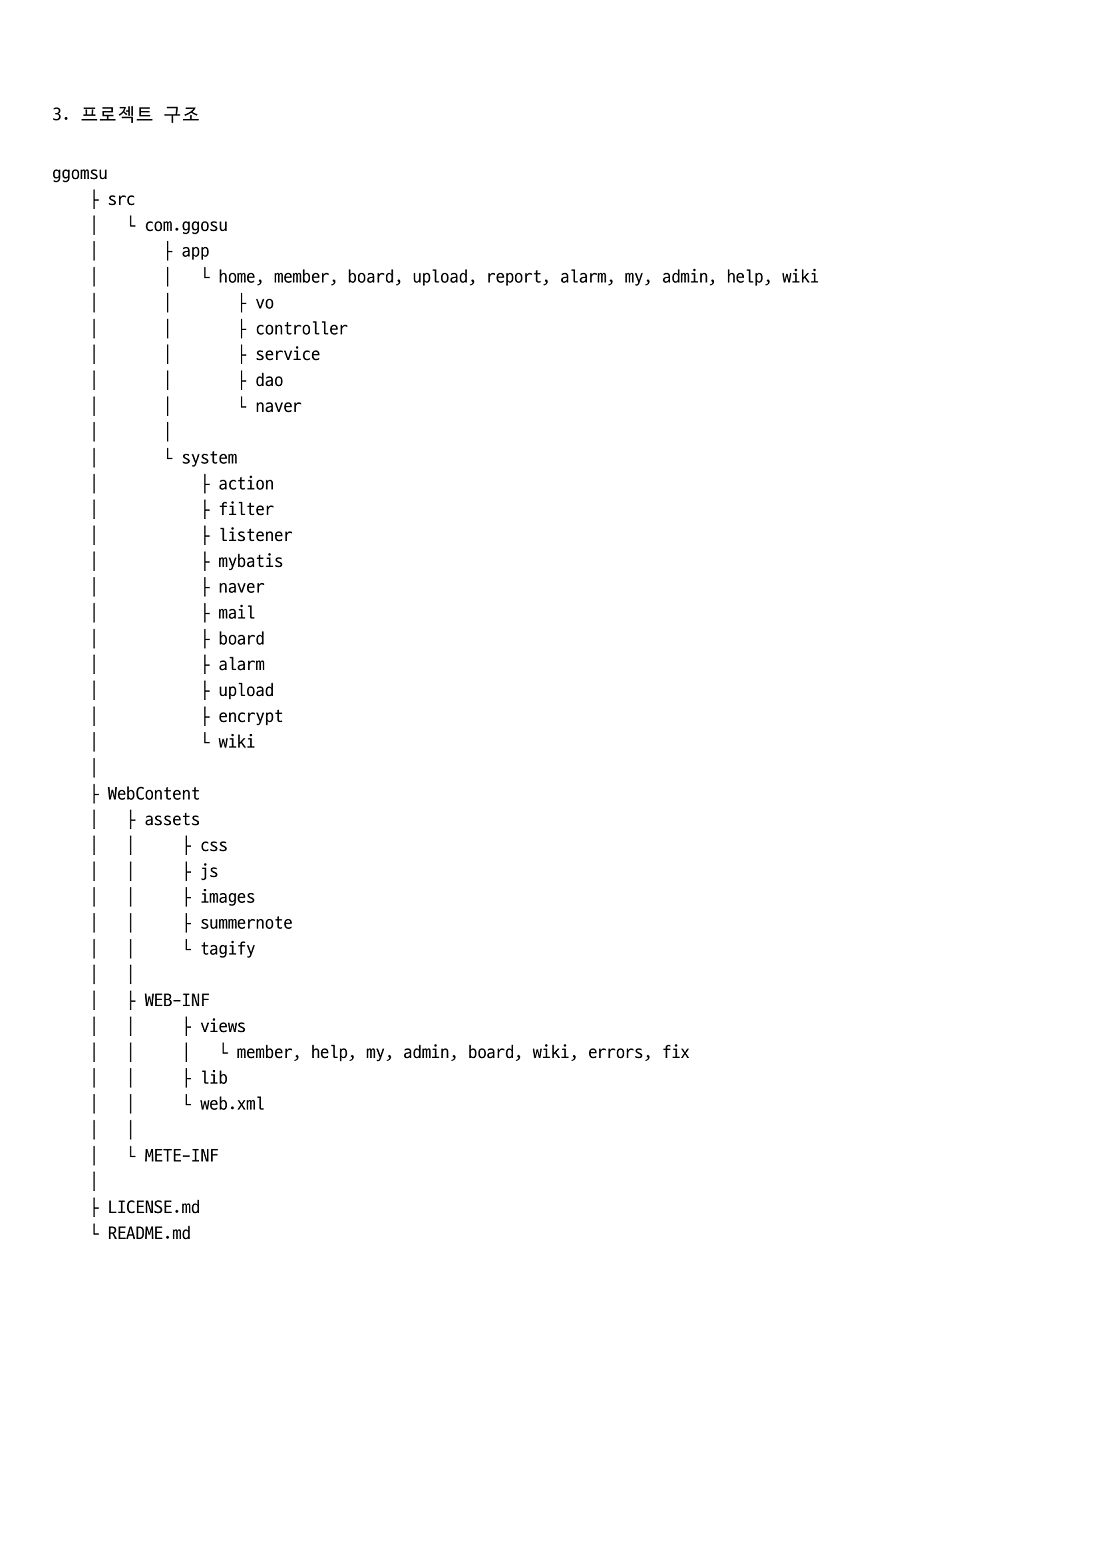 3. 프로젝트 구조
ggomsu
    ├ src
    │   └ com.ggosu
    │       ├ app
    │       │   └ home, member, board, upload, report, alarm, my, admin, help, wiki
    │       │       ├ vo
    │       │       ├ controller
    │       │       ├ service
    │       │       ├ dao
    │       │       └ naver
    │       │
    │       └ system
    │           ├ action
    │           ├ filter
    │           ├ listener
    │           ├ mybatis
    │           ├ naver
    │           ├ mail
    │           ├ board
    │           ├ alarm
    │           ├ upload
    │           ├ encrypt
    │           └ wiki
    │
    ├ WebContent
    │   ├ assets
    │   │     ├ css
    │   │     ├ js
    │   │     ├ images
    │   │     ├ summernote
    │   │     └ tagify
    │   │
    │   ├ WEB-INF
    │   │     ├ views
    │   │     │   └ member, help, my, admin, board, wiki, errors, fix
    │   │     ├ lib
    │   │     └ web.xml
    │   │
    │   └ METE-INF
    │
    ├ LICENSE.md
    └ README.md